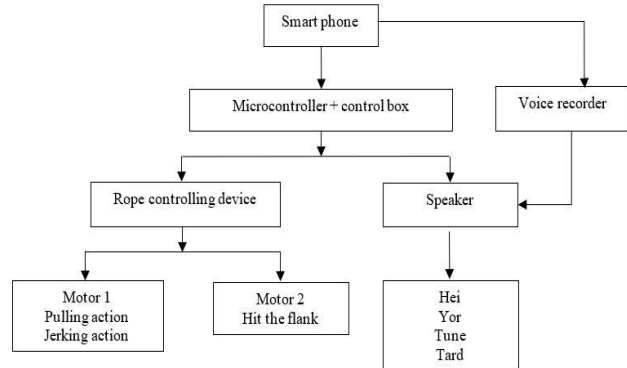 Smart phone
Microcontroller + control box
Voice recorder
Rope controlling device
Speaker
Motor 1
Pulling action
Jerking action
Motor 2
Hit the flank
Hei
Yor
Tune
Tard